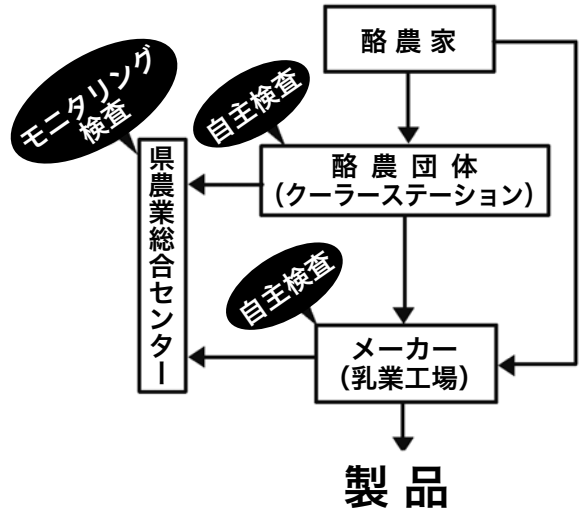 酪農家
モニタリング
検査
自主検査
酪農団体
（クーラーステーション）
県農業総合センター
自主検査
メーカー
（乳業工場）
製品